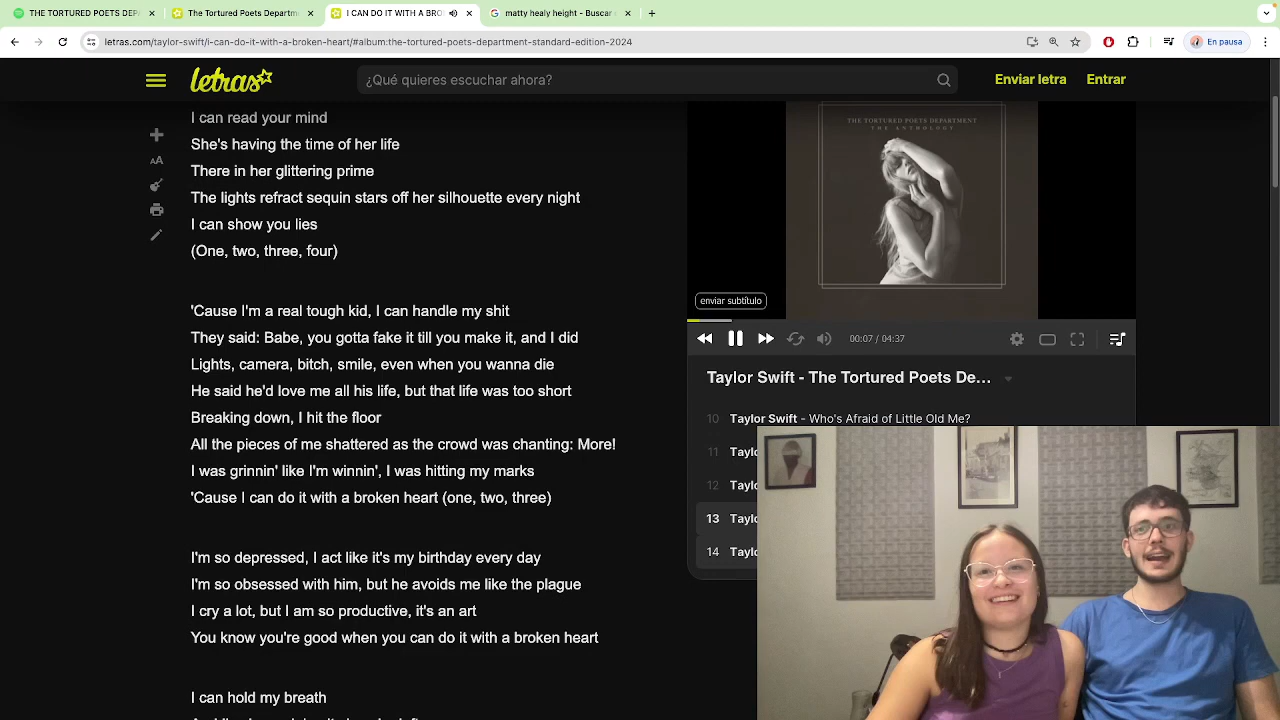 THE TORTURED POETS DEPA
The Tortured Poets Departm
I CAN DO IT WITH A BRO
matty healy height - Buscar
letras.com/taylor-swift/i-can-do-it-with-a-broken-heart/#album:the-tortured-poets-department-standard-edition-2024
En pausa
letras
¿Qué quieres escuchar ahora?
Enviar letra
Entrar
I can read your mind
She's having the time of her life
There in her glittering prime
The lights refract sequin stars off her silhouette every night
I can show you lies
(One, two, three, four)
'Cause I'm a real tough kid, I can handle my shit
They said: Babe, you gotta fake it till you make it, and I did
Lights, camera, bitch, smile, even when you wanna die
He said he'd love me all his life, but that life was too short
Breaking down, I hit the floor
All the pieces of me shattered as the crowd was chanting: More!
I was grinnin' like I'm winnin', I was hitting my marks
'Cause I can do it with a broken heart (one, two, three)
I'm so depressed, I act like it's my birthday every day
I'm so obsessed with him, but he avoids me like the plague
I cry a lot, but I am so productive, it's an art
You know you're good when you can do it with a broken heart
I can hold my breath
AA
THE TORTURED POETS DEPARTMENT
THE ANTHOLOGY
enviar subtítulo
00:07 / 04:37
Taylor Swift - The Tortured Poets De...
10 Taylor Swift - Who's Afraid of Little Old Me?
11 Taylo
12 Taylo
13 Taylo
14 Taylo